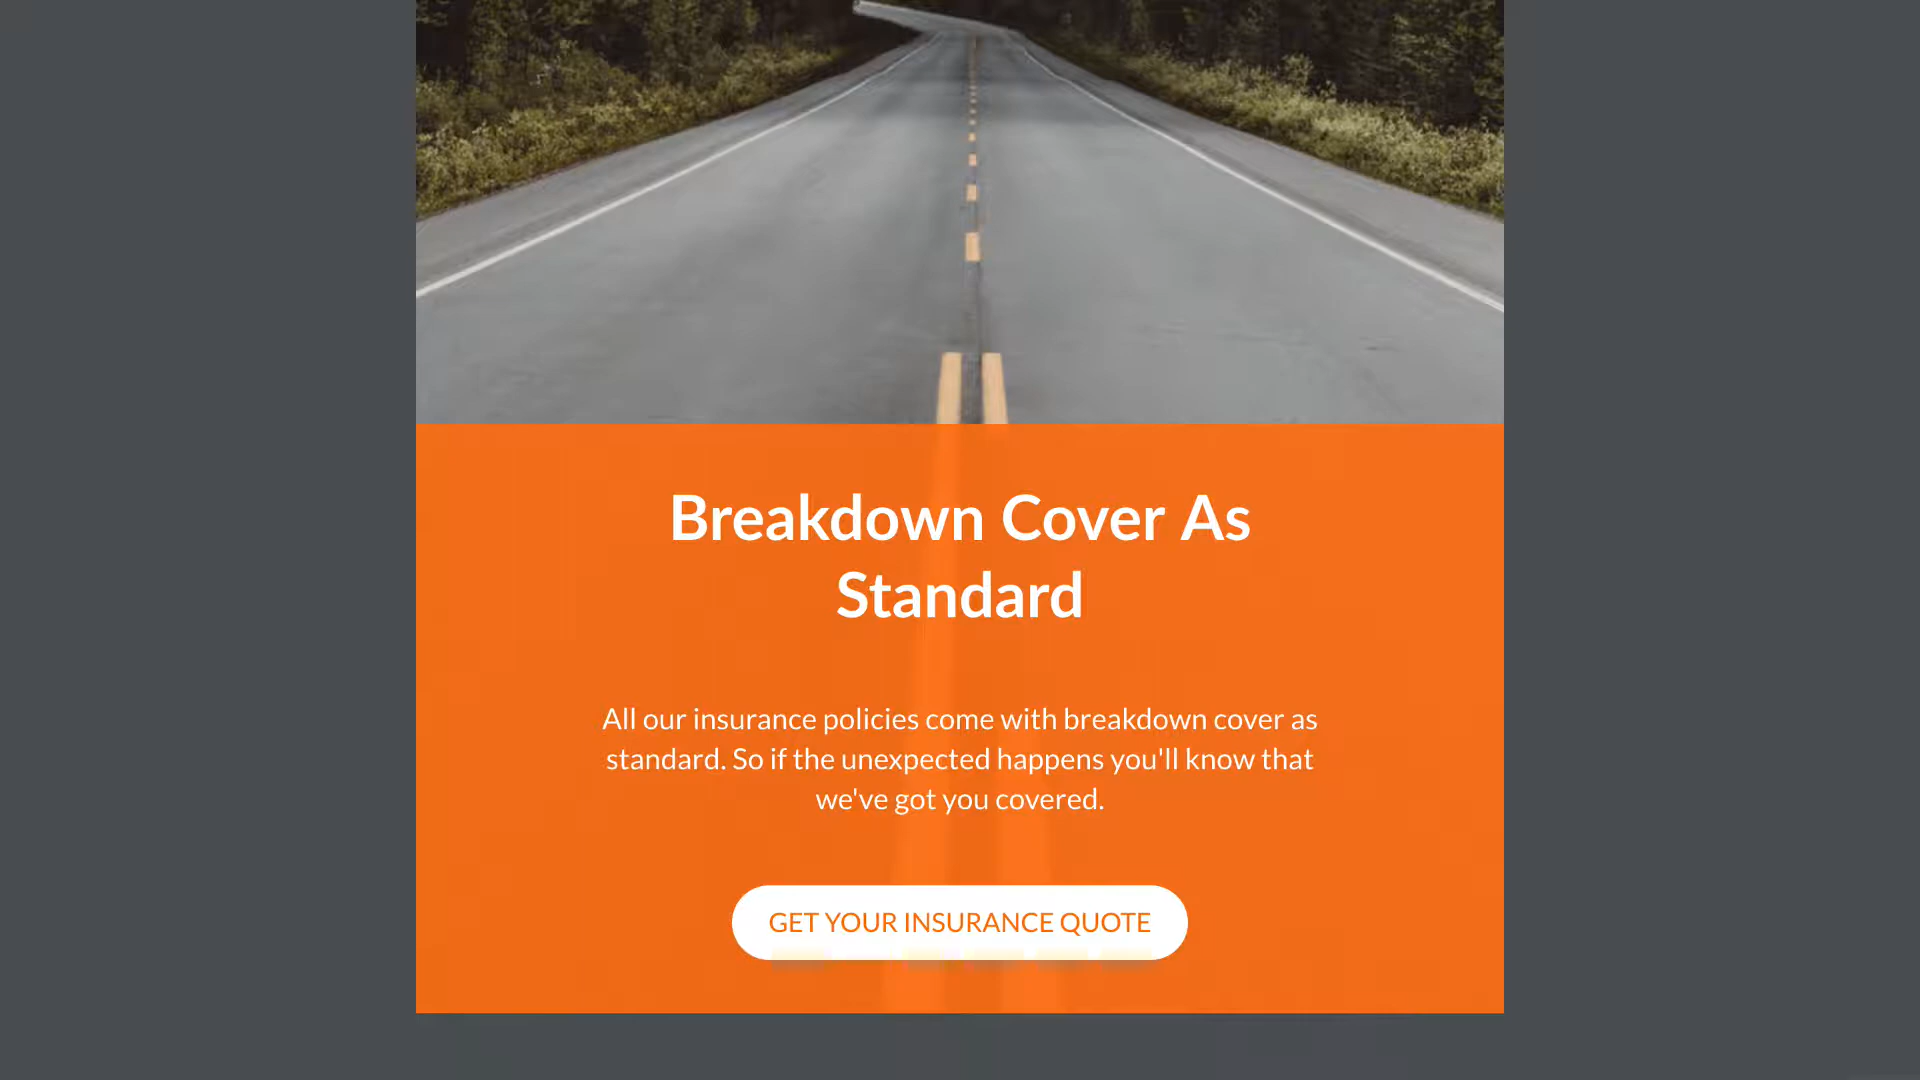 Breakdown Cover As
Standard
All our insurance policies come with breakdown cover as
standard. So if the unexpected happens you'll know that
we've got you covered.
GET YOUR INSURANCE QUOTE